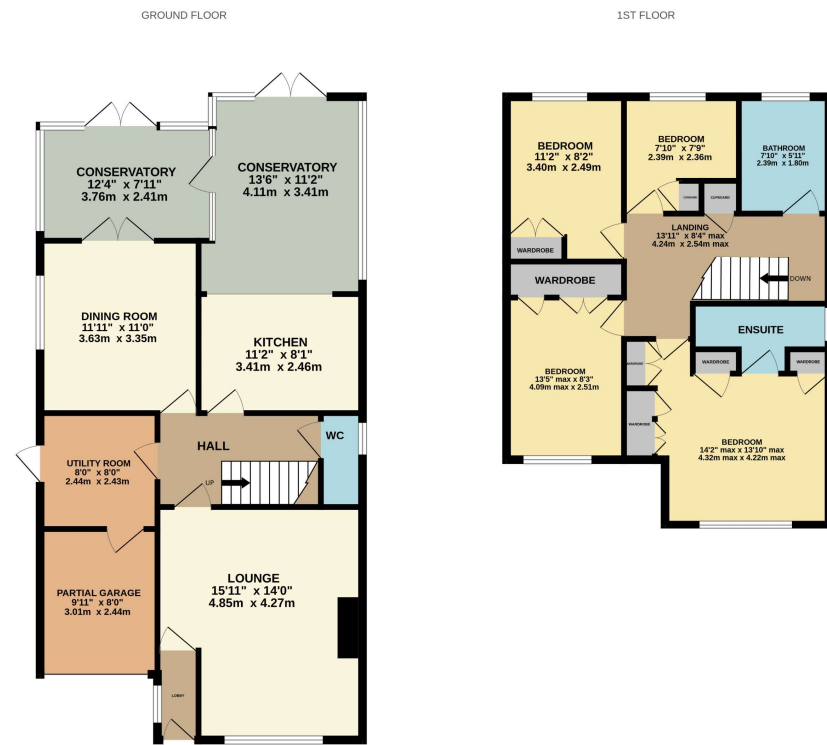 GROUND FLOOR
CONSERVATORY
12'4" x 7'11"
3.76m x 2.41m
CONSERVATORY
13'6" x 11'2"
4.11m x 3.41m
DINING ROOM
11'11" x 11'0"
3.63m x 3.35m
KITCHEN
11'2" x 8'1"
3.41m x 2.46m
HALL
WC
UP
UTILITY ROOM
8'0" x 8'0"
2.44m x 2.43m
PARTIAL GARAGE
9'11" x 8'0"
3.01m x 2.44m
LOUNGE
15'11" x 14'0"
4.85m x 4.27m
LOBBY
1ST FLOOR
BEDROOM
11'2" x 8'2"
3.40m x 2.49m
BEDROOM
7'10" x 7'9"
2.39m x 2.36m
BATHROOM
7'10" x 5'11"
2.39m x 1.80m
CUPBOARD
WARDROBE
LANDING
13'11" x 8'4" max
4.24m x 2.54m max
DOWN
WARDROBE
ENSUITE
BEDROOM
13'5" max x 8'3"
4.09m max x 2.51m
WARDROBE
WARDROBE
WARDROBE
WARDROBE
BEDROOM
14'2" max x 13'10" max
4.32m max x 4.22m max